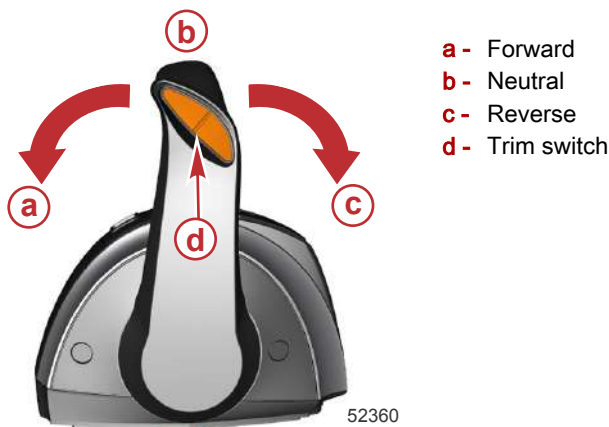 b
a - Forward
b - Neutral
c - Reverse
d - Trim switch
a
c
d
52360